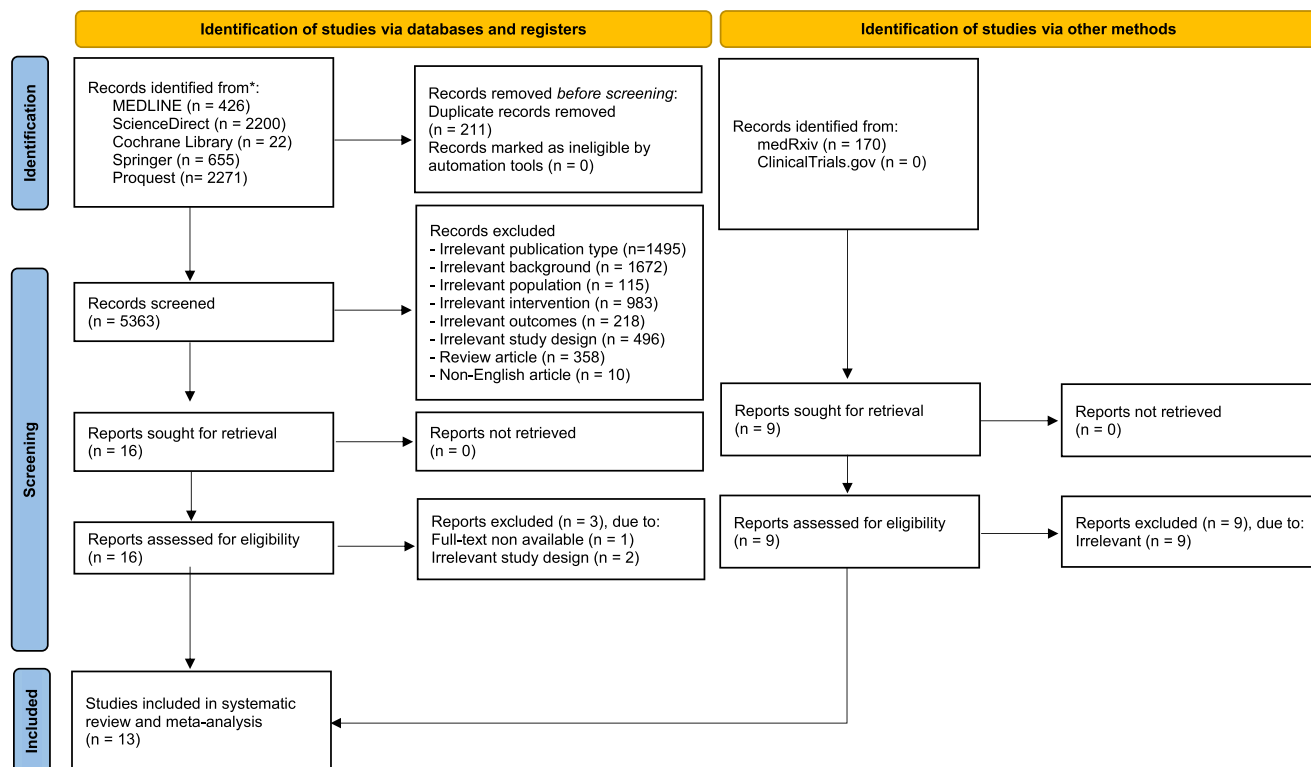 Identification of studies via databases and registers
Identification of studies via other methods
Identification
Records identified from*:
MEDLINE (n = 426)
ScienceDirect (n = 2200)
Cochrane Library (n = 22)
Springer (n = 655)
Proquest (n= 2271)
Records removed before screening:
Duplicate records removed
(n = 211)
Records marked as ineligible by
automation tools (n = 0)
Records identified from:
medRxiv (n = 170)
ClinicalTrials.gov (n = 0)
Screening
Records screened
(n = 5363)
Records excluded
- Irrelevant publication type (n=1495)
- Irrelevant background (n = 1672)
- Irrelevant population (n = 115)
- Irrelevant intervention (n = 983)
- Irrelevant outcomes (n = 218)
- Irrelevant study design (n = 496)
- Review article (n = 358)
- Non-English article (n = 10)
Reports sought for retrieval
(n = 16)
Reports not retrieved
(n = 0)
Reports sought for retrieval
(n = 9)
Reports not retrieved
(n = 0)
Reports assessed for eligibility
(n = 16)
Reports excluded (n = 3), due to:
Full-text non available (n = 1)
Irrelevant study design (n = 2)
Reports assessed for eligibility
(n = 9)
Reports excluded (n = 9), due to:
Irrelevant (n = 9)
Included
Studies included in systematic
review and meta-analysis
(n = 13)